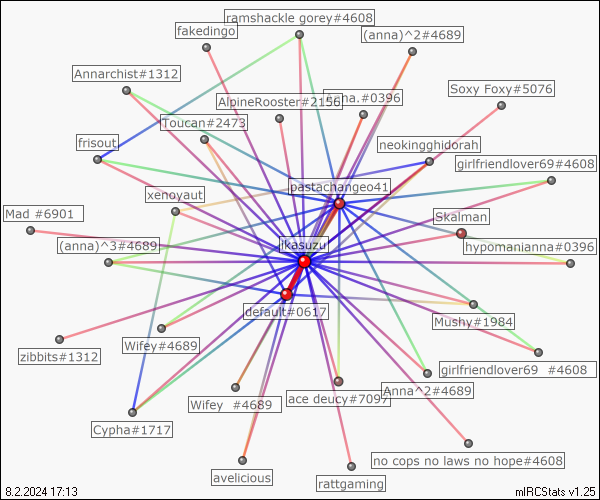 ramshackle gorey#4608
fakedingo
(anna)^2#4689
Annarchist#1312
Soxy Foxy#5076
AlpineRooster#2156
anna.#0396
Toucan#2473
frisout
neokingghidorah
girlfriendlover69#4608
pastachangeo41
xenoyaut
Mad #6901
Skalman
(anna)^3#4689
ikasuzu
hypomanianna#0396
default#0617
Mushy#1984
Wifey#4689
zibbits#1312
girlfriendlover69 #4608
Anna^2#4689
ace deucy#7097
Wifey #4689
Cypha#1717
no cops no laws no hope#4608
avelicious
rattgaming
8.2.2024 17:13
mIRCStats v1.25